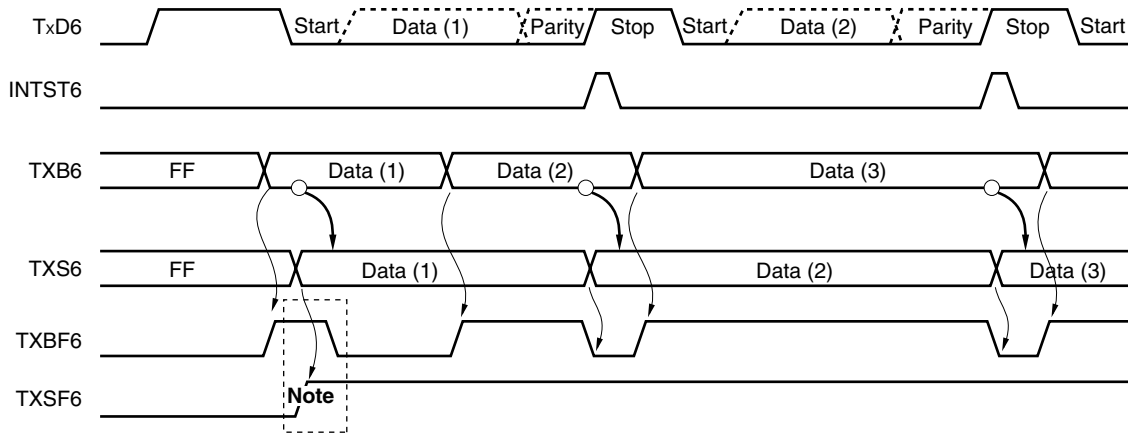 TxD6 Start Data (1) Parity Stop Start Data (2) Parity Stop Start
INTST6
TXB6 FF Data (1) Data (2) Data (3)
TXS6 FF Data (1) Data (2) Data (3)
TXBF6
TXSF6 Note